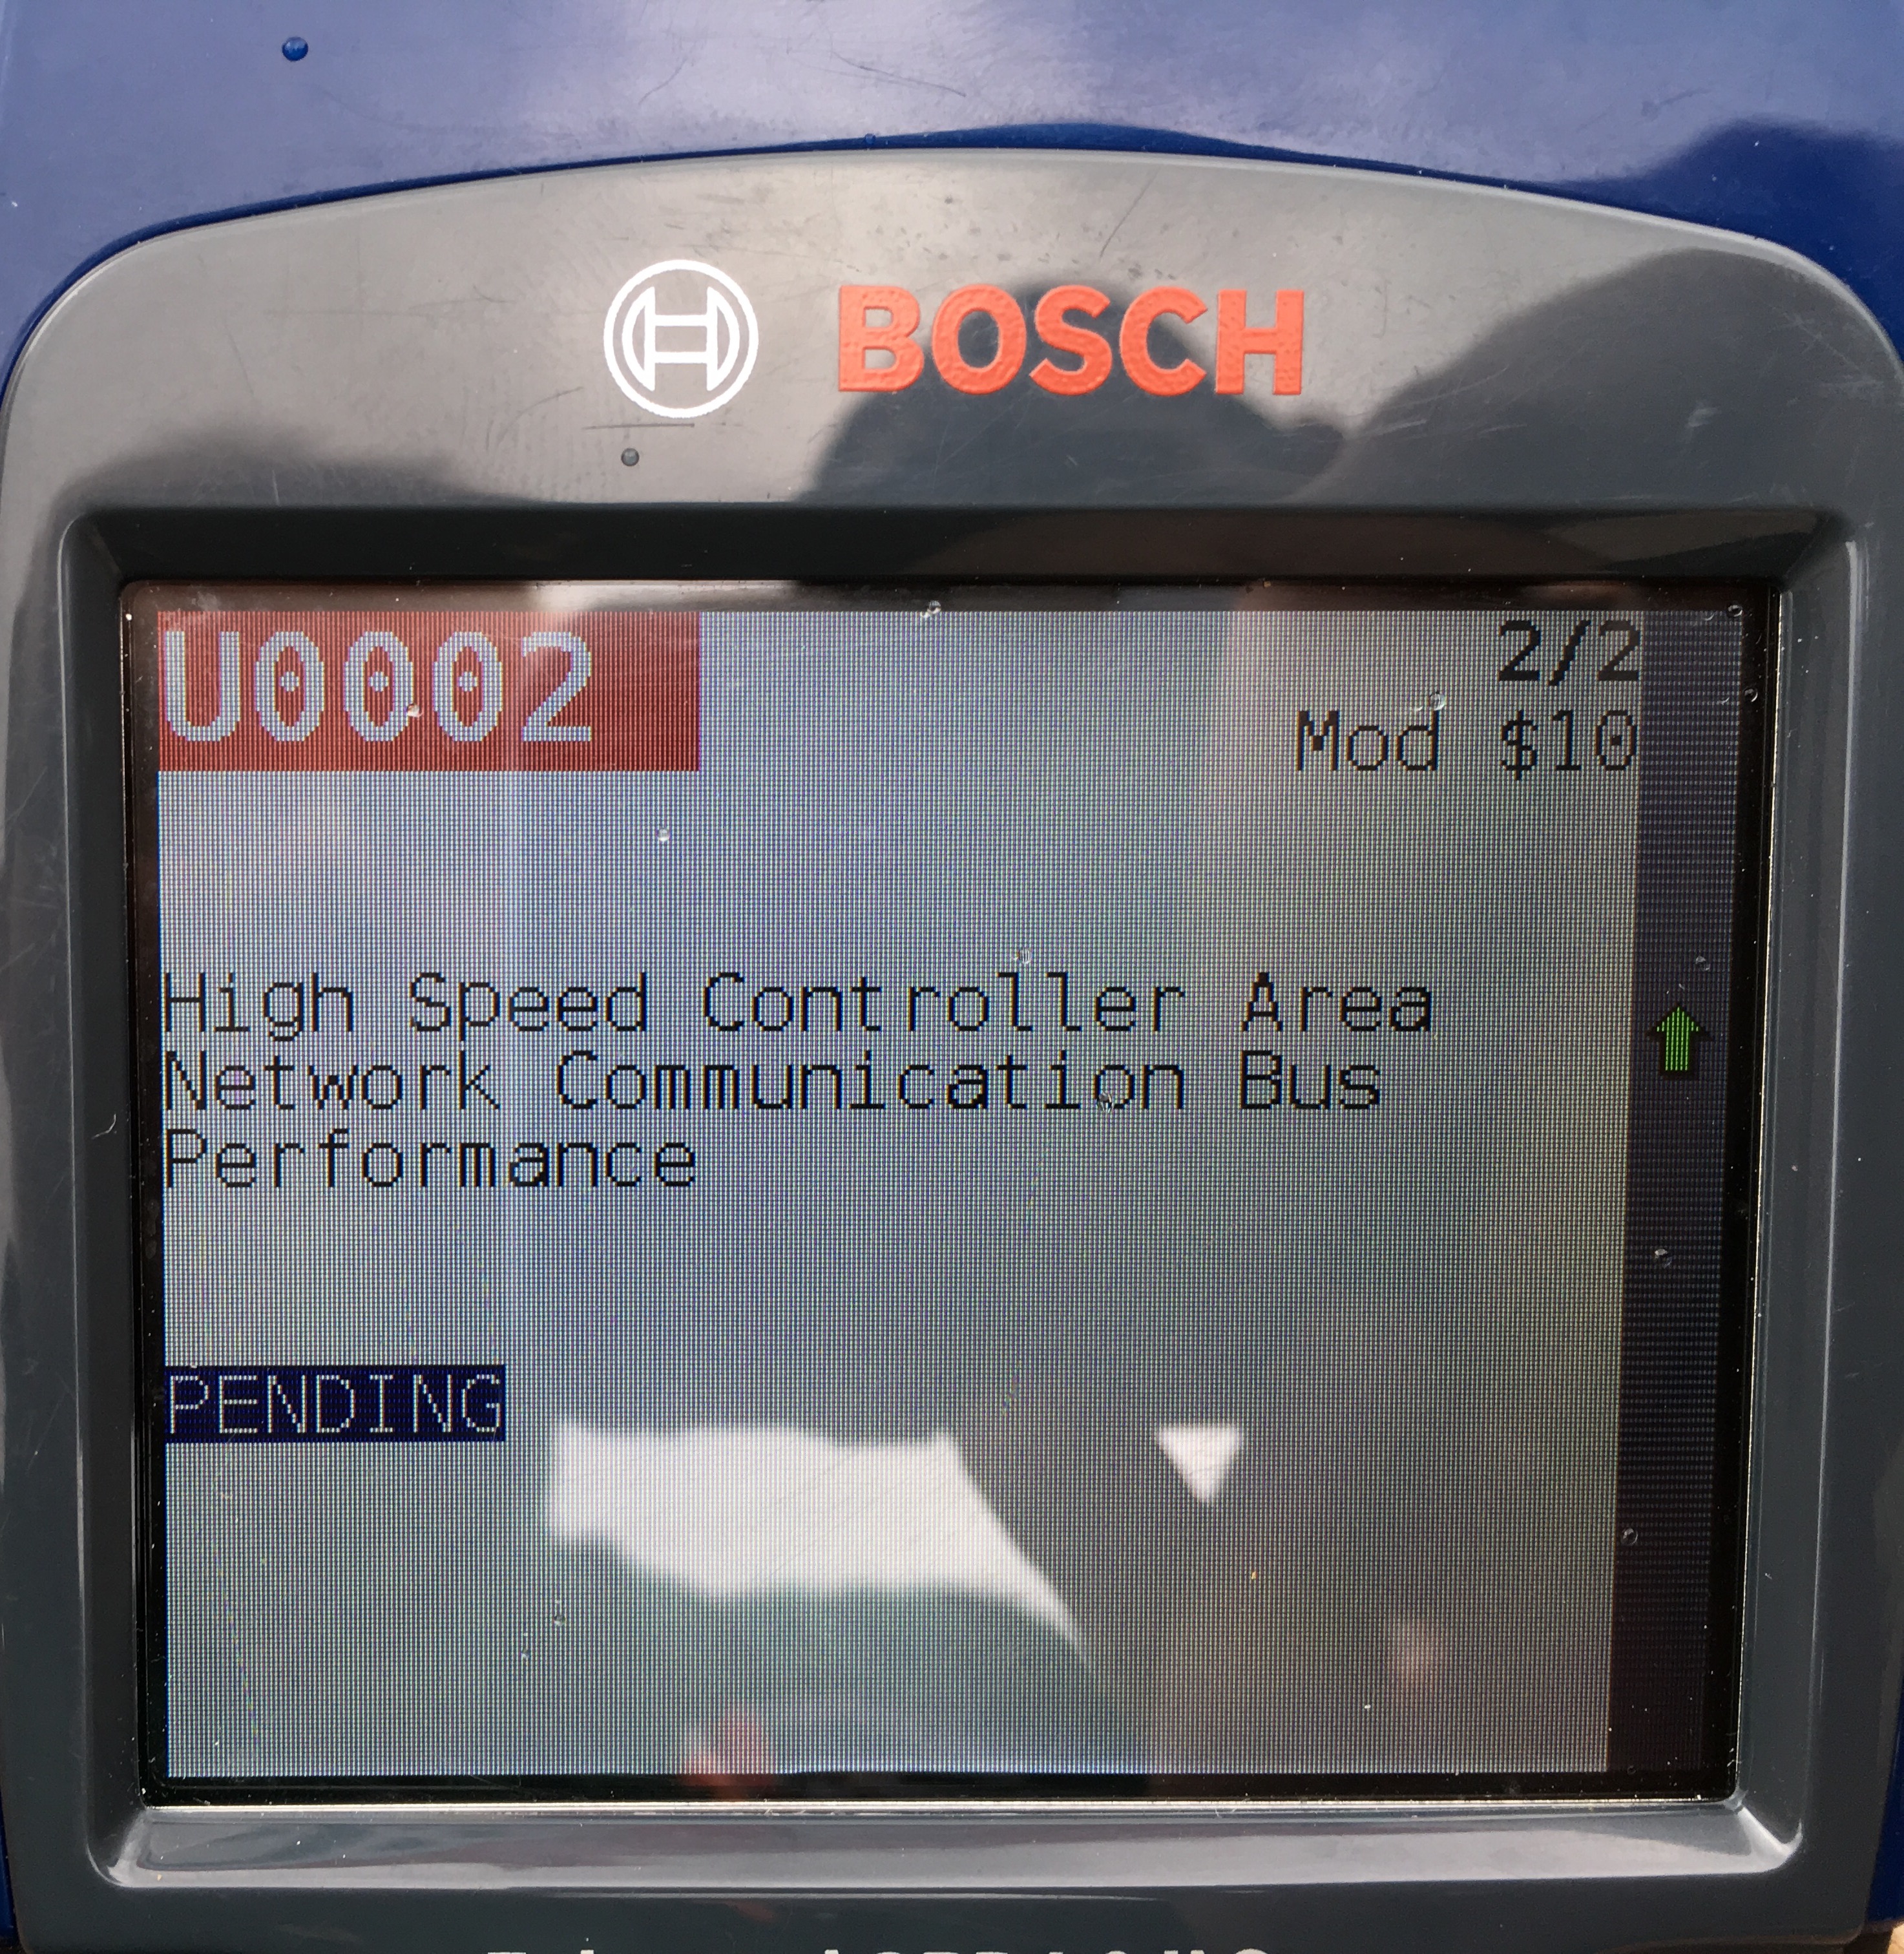 BOSCH
U0002
2/2
Mod $10
High Speed Controller Area
Network Communication Bus
Performance
PENDING